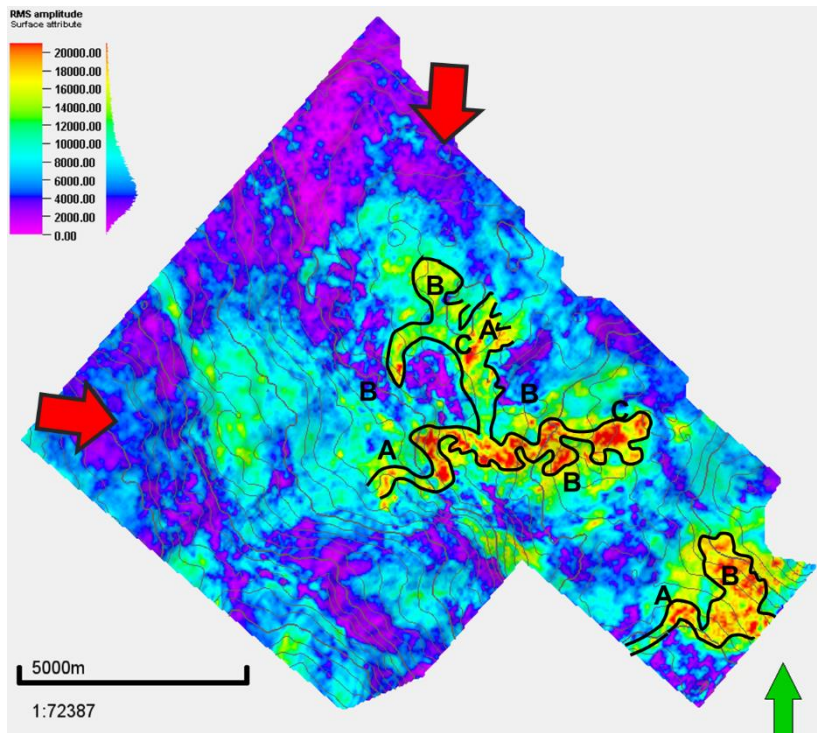 RMS amplitude
Surface attribute
20000.00
18000.00
16000.00
14000.00
12000.00
10000.00
8000.00
6000.00
4000.00
2000.00
0.00
B
A
C
B
B
C
A
B
B
A
5000m
1:72387